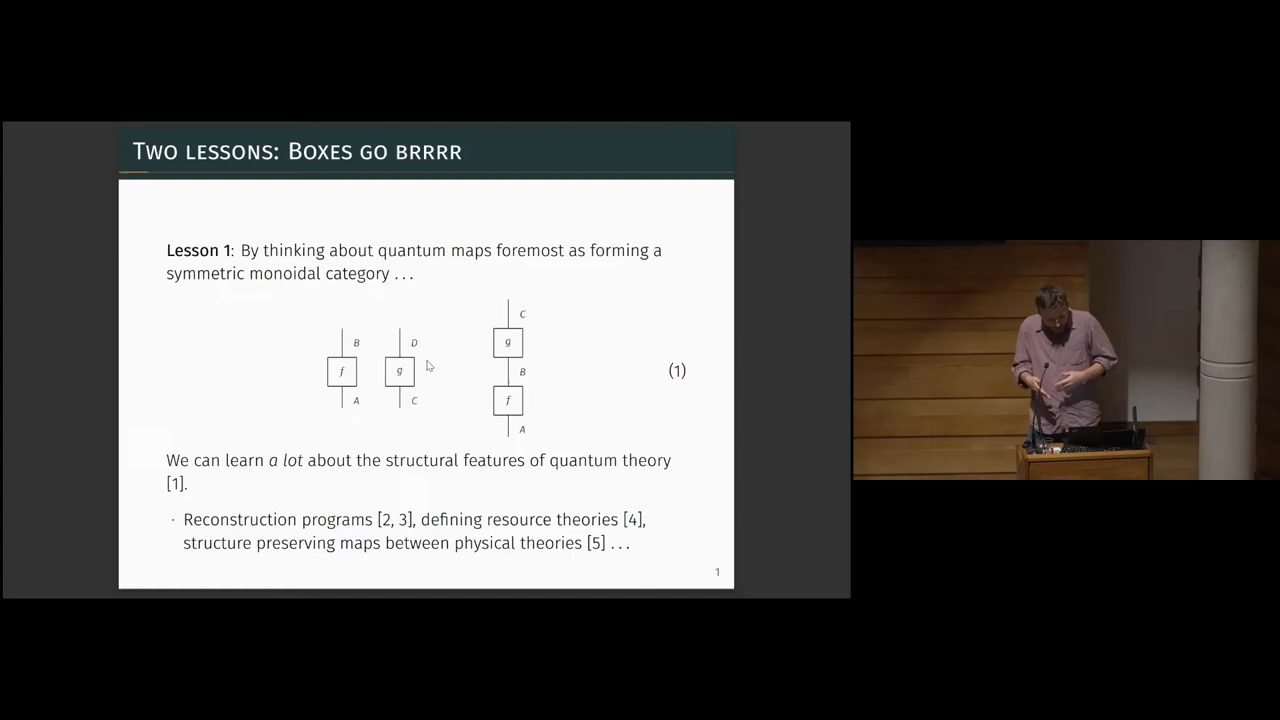 Two lessons: Boxes go brrrr
Lesson 1: By thinking about quantum maps foremost as forming a
symmetric monoidal category . . .
C
B D g
f g B (1)
A C f
A
We can learn a lot about the structural features of quantum theory
[1].
· Reconstruction programs [2, 3], defining resource theories [4],
structure preserving maps between physical theories [5] . . .
1